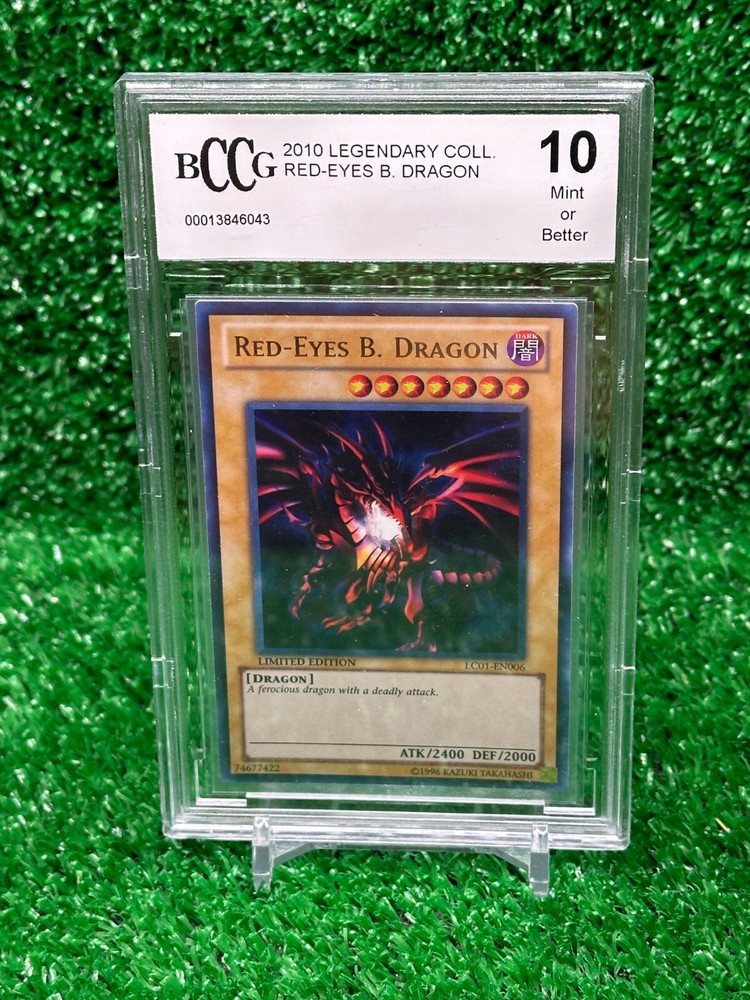 BCCG
2010 LEGENDARY COLL.
RED-EYES B. DRAGON
00013846043
10
Mint
or
Better
RED-EYES B. DRAGON
DARK
闇
LIMITED EDITION
LC01-EN006
[DRAGON]
A ferocious dragon with a deadly attack.
ATK/2400 DEF/2000
74677422
©1996 KAZUKI TAKAHASHI